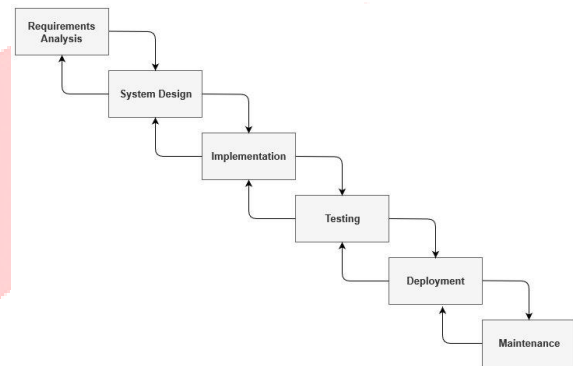 Requirements
Analysis
System Design
Implementation
Testing
Deployment
Maintenance